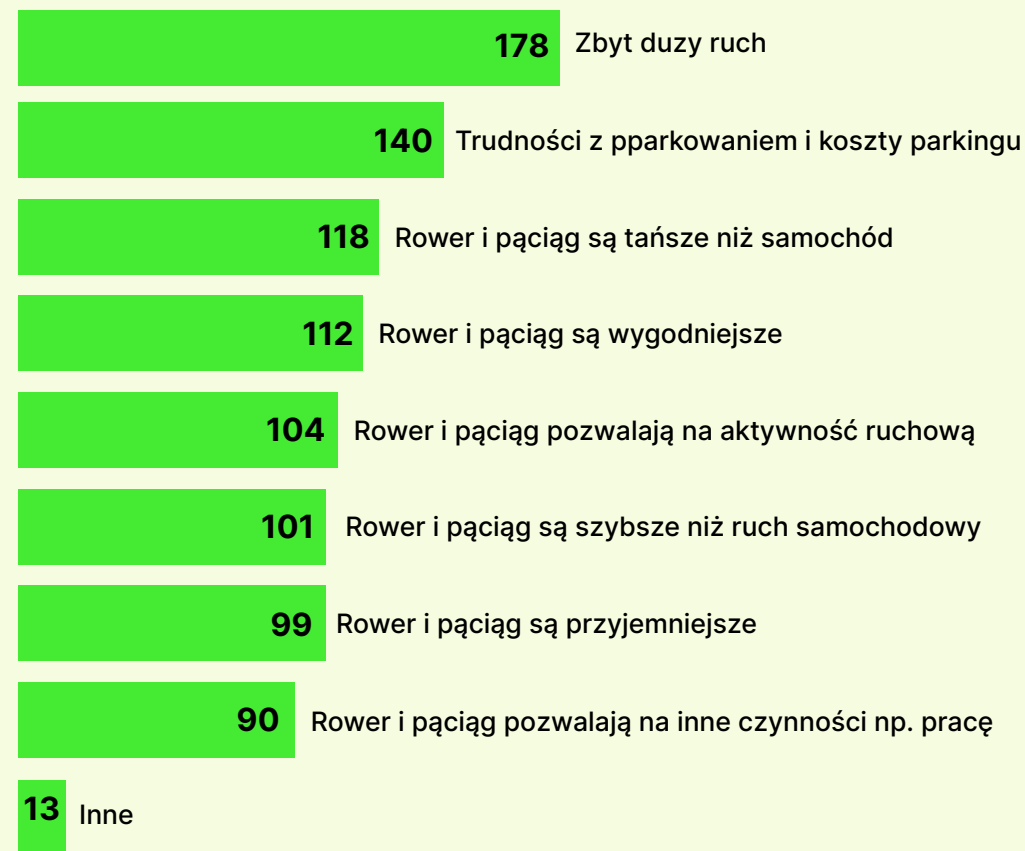 178 Zbyt duzy ruch
140 Trudności z pparkowaniem i koszty parkingu
118 Rower i pąciąg są tańsze niż samochód
112 Rower i pąciąg są wygodniejsze
104 Rower i pąciąg pozwalają na aktywność ruchową
101 Rower i pąciąg są szybsze niż ruch samochodowy
99 Rower i pąciąg są przyjemniejsze
90 Rower i pąciąg pozwalają na inne czynności np. pracę
13 Inne